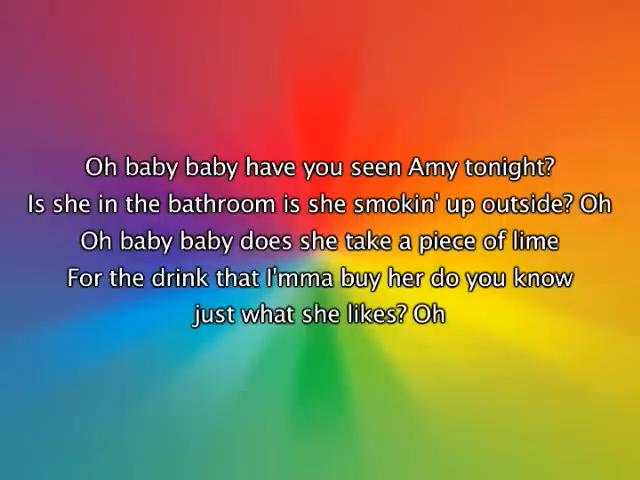 Oh baby baby have you seen Amy tonight?
Is she in the bathroom is she smokin' up outside? Oh
Oh baby baby does she take a piece of lime
For the drink that I'mma buy her do you know
just what she likes? Oh